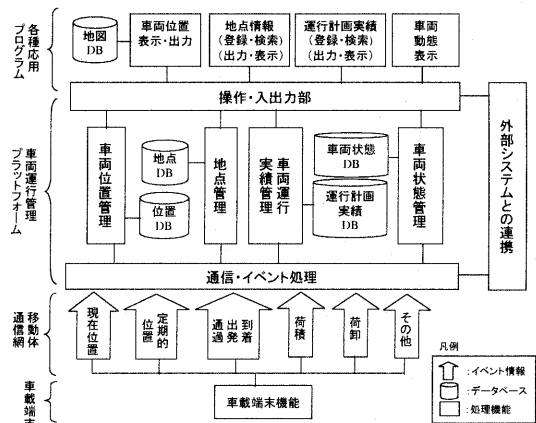 各種応用
プログラム
地図
DB
車両位置
表示・出力
地点情報
(登録・検索)
(出力・表示)
運行計画実績
(登録・検索)
(出力・表示)
車両
動態
表示
操作・入出力部
外部システムとの連携
車両運行管理
プラットフォーム
車両位置管理
地点
DB
位置
DB
地点管理
車両運行
実績管理
車両状態
DB
運行計画
実績
DB
車両状態管理
通信・イベント処理
移動体
通信網
現在位置
定期的
位置
到着
出発
通過
荷積
荷卸
その他
車載端末
車載端末機能
凡例
:イベント情報
:データベース
:処理機能